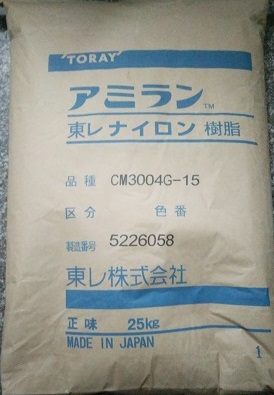 TORAY
アミラン™
東レ ナイロン 樹脂
品種 CM3004G-15
区分 色番
製造番号 5226058
東レ株式会社
正味 25kg
MADE IN JAPAN
1